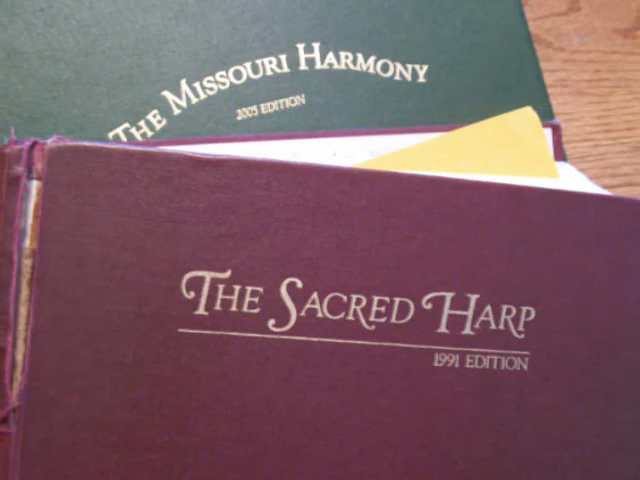 THE MISSOURI HARMONY
2005 EDITION
THE SACRED HARP
1991 EDITION